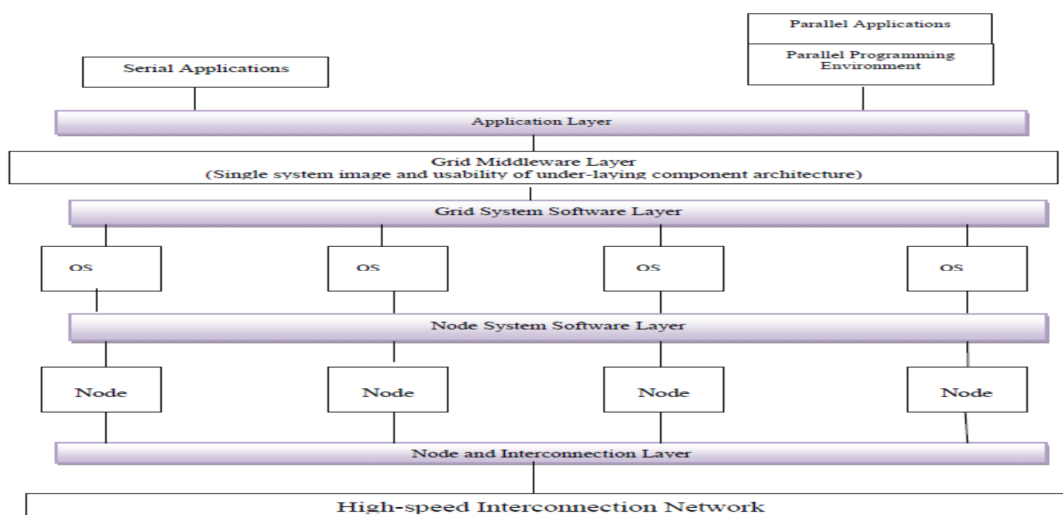 Parallel Applications
Serial Applications
Parallel Programming
Environment
Application Layer
Grid Middleware Layer
(Single system image and usability of under-laying component architecture)
Grid System Software Layer
OS
OS
OS
OS
Node System Software Layer
Node
Node
Node
Node
Node and Interconnection Layer
High-speed Interconnection Network